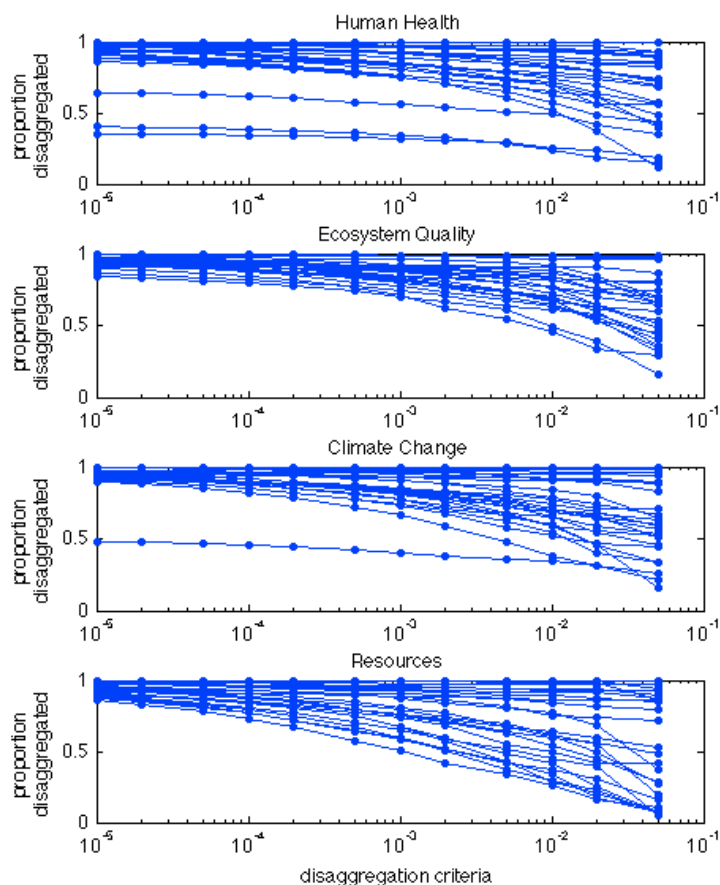 Human Health
proportion
disaggregated
1
0.5
0
10⁻⁵ 10⁻⁴ 10⁻³ 10⁻² 10⁻¹
Ecosystem Quality
proportion
disaggregated
1
0.5
0
10⁻⁵ 10⁻⁴ 10⁻³ 10⁻² 10⁻¹
Climate Change
proportion
disaggregated
1
0.5
0
10⁻⁵ 10⁻⁴ 10⁻³ 10⁻² 10⁻¹
Resources
proportion
disaggregated
1
0.5
0
10⁻⁵ 10⁻⁴ 10⁻³ 10⁻² 10⁻¹
disaggregation criteria